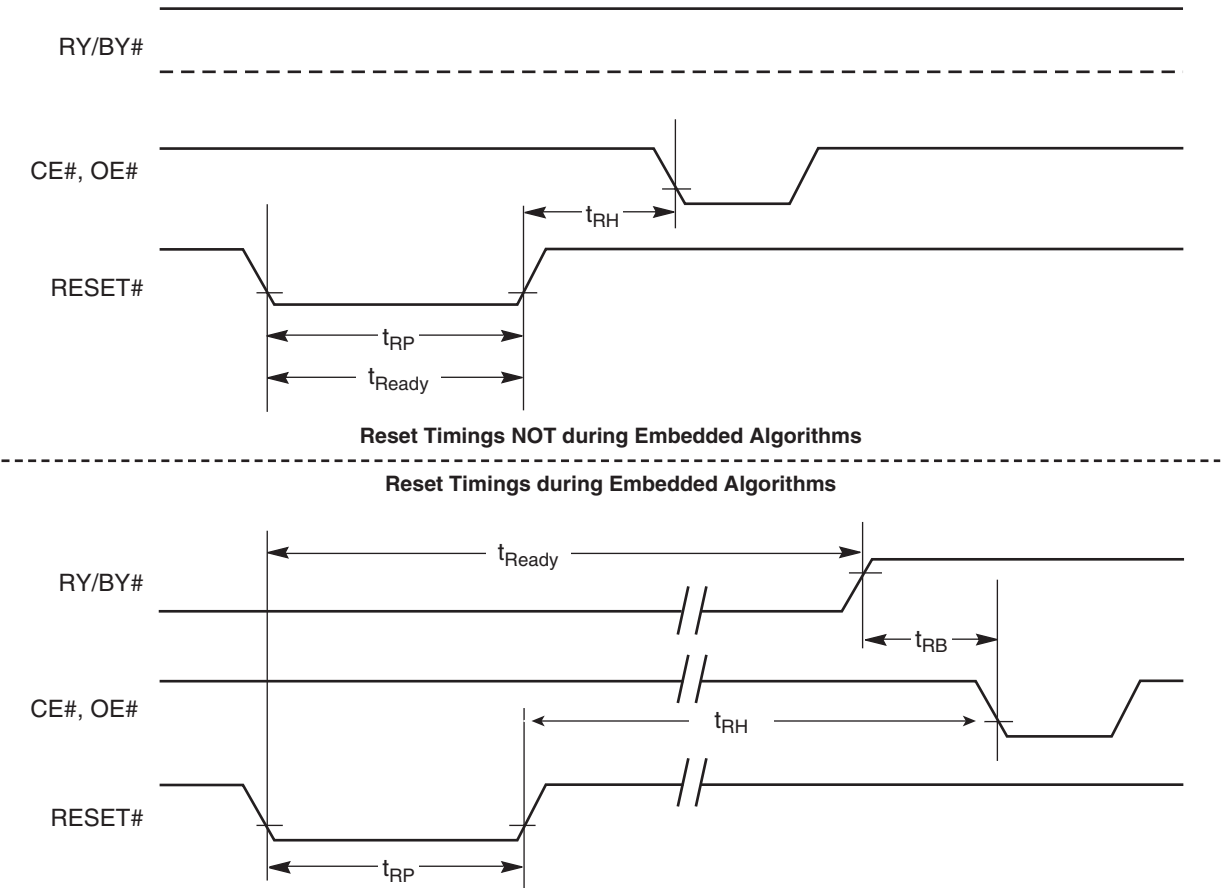 RY/BY#
CE#, OE#
tRH
RESET#
tRP
tReady
Reset Timings NOT during Embedded Algorithms
Reset Timings during Embedded Algorithms
tReady
RY/BY#
tRB
CE#, OE#
tRH
RESET#
tRP